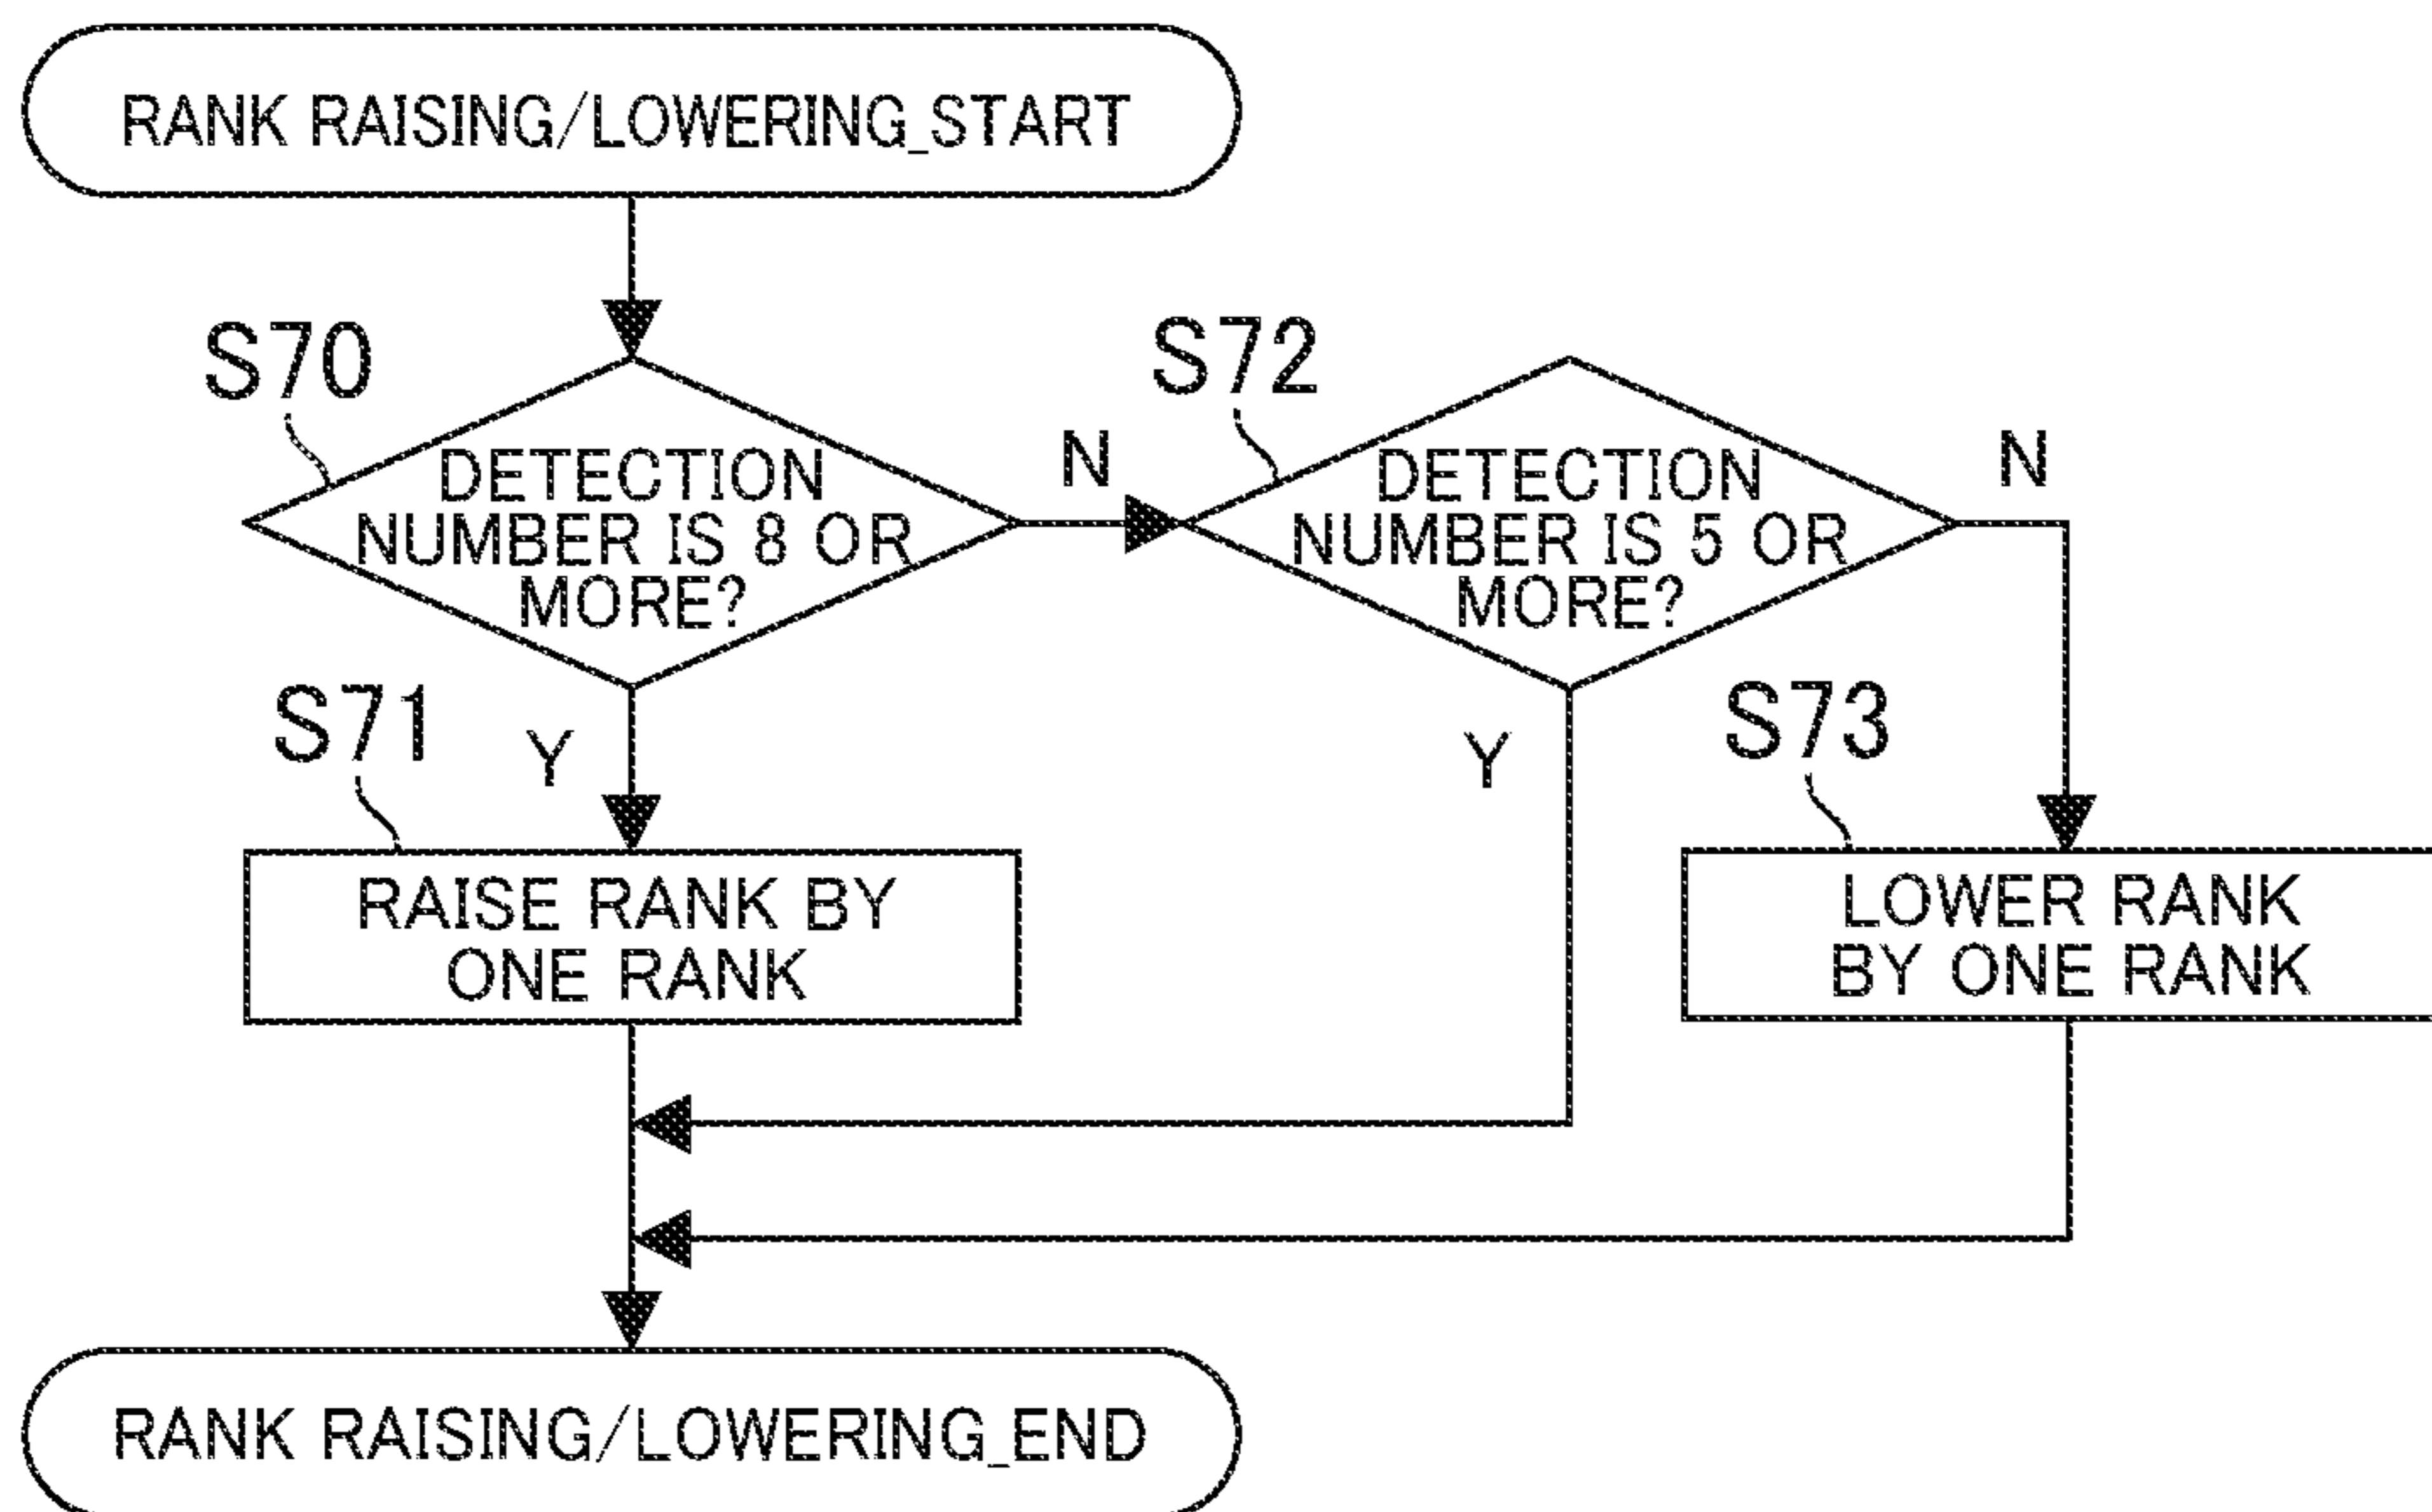 RANK RAISING/LOWERING_START
S70
DETECTION
NUMBER IS 8 OR
MORE?
N
S72
DETECTION
NUMBER IS 5 OR
MORE?
N
S71
Y
RAISE RANK BY
ONE RANK
Y
S73
LOWER RANK
BY ONE RANK
RANK RAISING/LOWERING_END